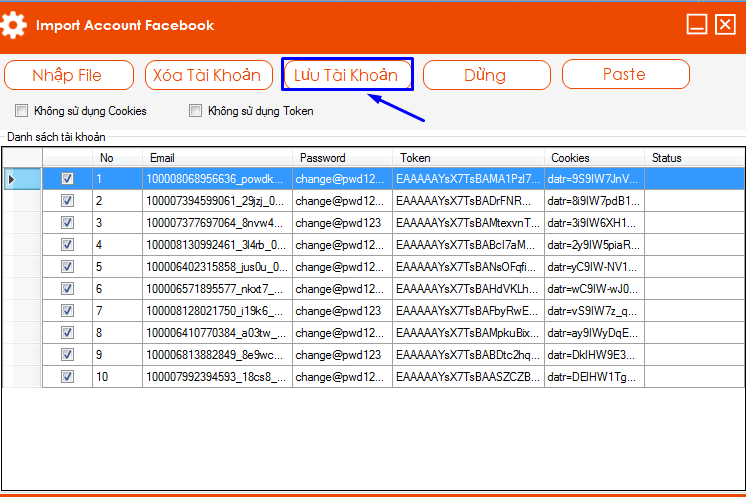 Import Account Facebook
Nhập File Xóa Tài Khoản Lưu Tài Khoản Dừng Paste
Không sử dụng Cookies Không sử dụng Token
Danh sách tài khoản
No Email Password Token Cookies Status
1 100008068956636_powdk... change@pwd12... EAAAAAYsX7TsBAMA1PzI7... datr=9S9IW7JnV...
2 100007394599061_29jzj_0... change@pwd12... EAAAAAYsX7TsBADrFNR... datr=8i9IW7pdB1...
3 100007377697064_8nvw4... change@pwd123 EAAAAAYsX7TsBAMtexvnT... datr=3i9IW6XH1...
4 100008130992461_3l4rb_0... change@pwd12... EAAAAAYsX7TsBABcI7aM... datr=2y9IW5piaR...
5 100006402315858_jus0u_0... change@pwd12... EAAAAAYsX7TsBANsOFqfi... datr=yC9IW-NV1...
6 100006571895577_nkxt7_... change@pwd12... EAAAAAYsX7TsBAHdVKLh... datr=wC9IW-wJ0...
7 100008128021750_i19k6_... change@pwd123 EAAAAAYsX7TsBAFbyRwE... datr=vS9IW7z_q...
8 100006410770384_a03tw_... change@pwd12... EAAAAAYsX7TsBAMpkuBix... datr=ay9IWyDqE...
9 100006813882849_8e9wc... change@pwd123 EAAAAAYsX7TsBABDtc2hq... datr=DkIHW9E3...
10 100007992394593_18cs8_... change@pwd12... EAAAAAYsX7TsBAASZCZB... datr=DEIHW1Tg...